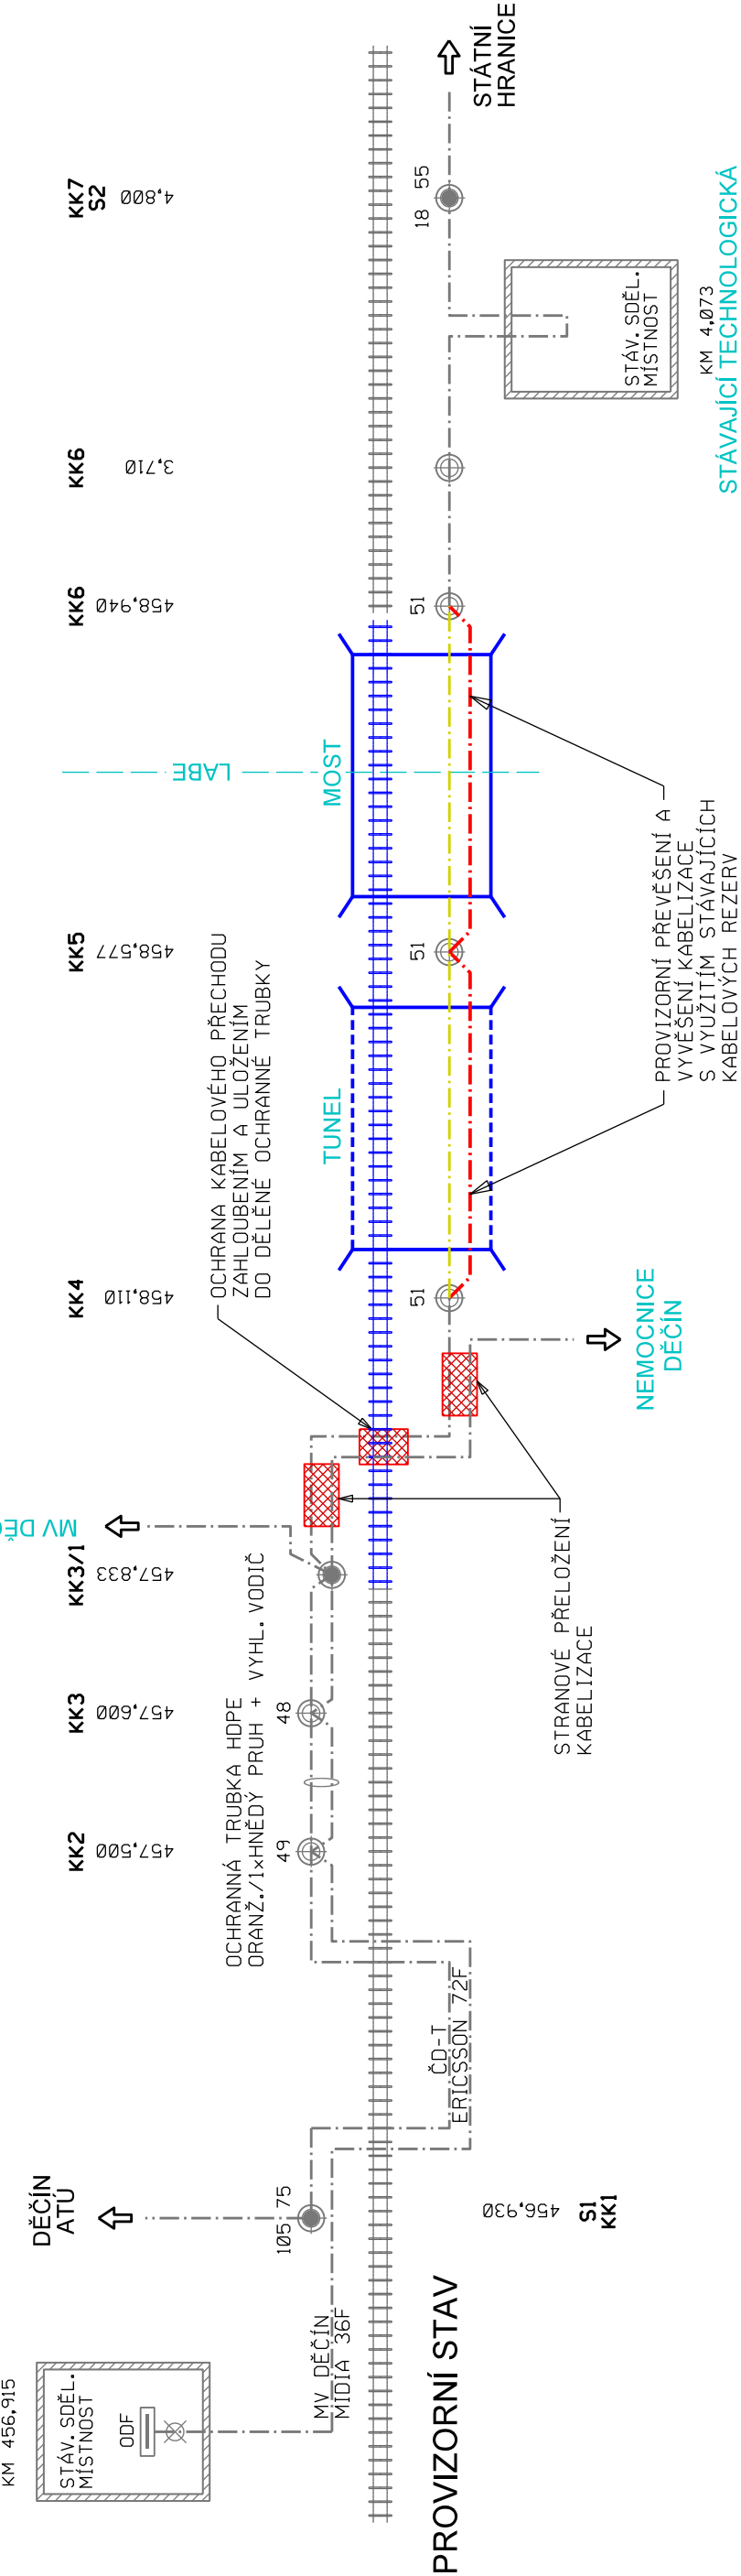 KM 456,915
STÁV. SDĚL.
MÍSTNOST
ODF
DĚČÍN
ATÚ
105 75
MV DĚČÍN
MIDIA 36F
PROVIZORNÍ STAV
456,930
S1
KK1
ČD-T
ERICSSON 72F
KK2
457,500
49
OCHRANNÁ TRUBKA HDPE
ORANŽ./1×HNĚDÝ PRUH + VYHL. VODIČ
KK3
457,600
48
KK3/1
457,833
MV DĚČ
STRANOVÉ PŘELOŽENÍ
KABELIZACE
OCHRANA KABELOVÉHO PŘECHODU
ZAHLOUBENÍM A ULOŽENÍM
DO DĚLĚNÉ OCHRANNÉ TRUBKY
NEMOCNICE
DĚČÍN
KK4
458,110
51
TUNEL
KK5
458,577
51
PROVIZORNÍ PŘEVĚŠENÍ A
VYVĚŠENÍ KABELIZACE
S VYUŽITÍM STÁVAJÍCÍCH
KABELOVÝCH REZERV
LABE
MOST
KK6
458,940
51
KK6
3,710
STÁV. SDĚL.
MÍSTNOST
KM 4,073
STÁVAJÍCÍ TECHNOLOGICKÁ
KK7
S2
4,800
18 55
STÁTNÍ
HRANICE